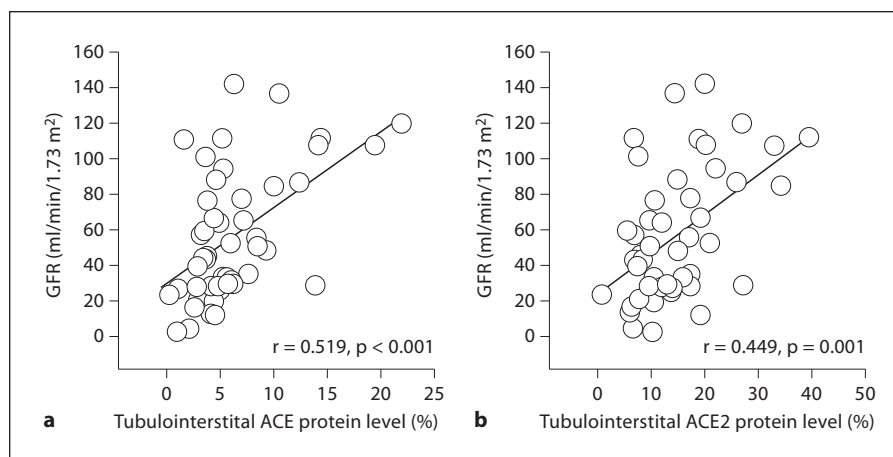 160
140
120
100
80
60
40
20
0
GFR (ml/min/1.73 m²)
r = 0.519, p < 0.001
0 5 10 15 20 25
a Tubulointerstital ACE protein level (%)
160
140
120
100
80
60
40
20
0
GFR (ml/min/1.73 m²)
r = 0.449, p = 0.001
0 10 20 30 40 50
b Tubulointerstital ACE2 protein level (%)